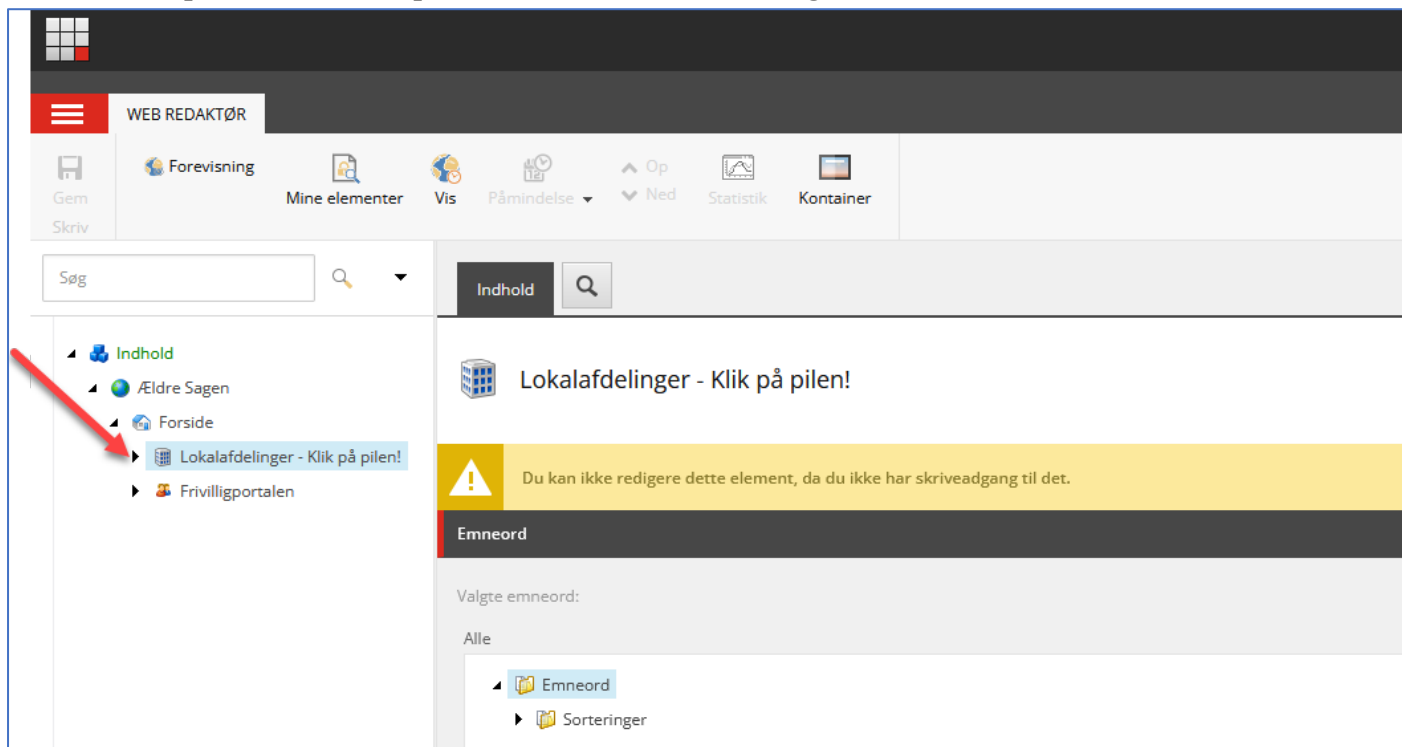 WEB REDAKTØR
Gem
Skriv
Forevisning
Mine elementer
Vis
Påmindelse
Op
Ned
Statistik
Kontainer
Søg
Indhold
Ældre Sagen
Forside
Lokalafdelinger - Klik på pilen!
Frivilligportalen
Indhold
Lokalafdelinger - Klik på pilen!
Du kan ikke redigere dette element, da du ikke har skriveadgang til det.
Emneord
Valgte emneord:
Alle
Emneord
Sorteringer